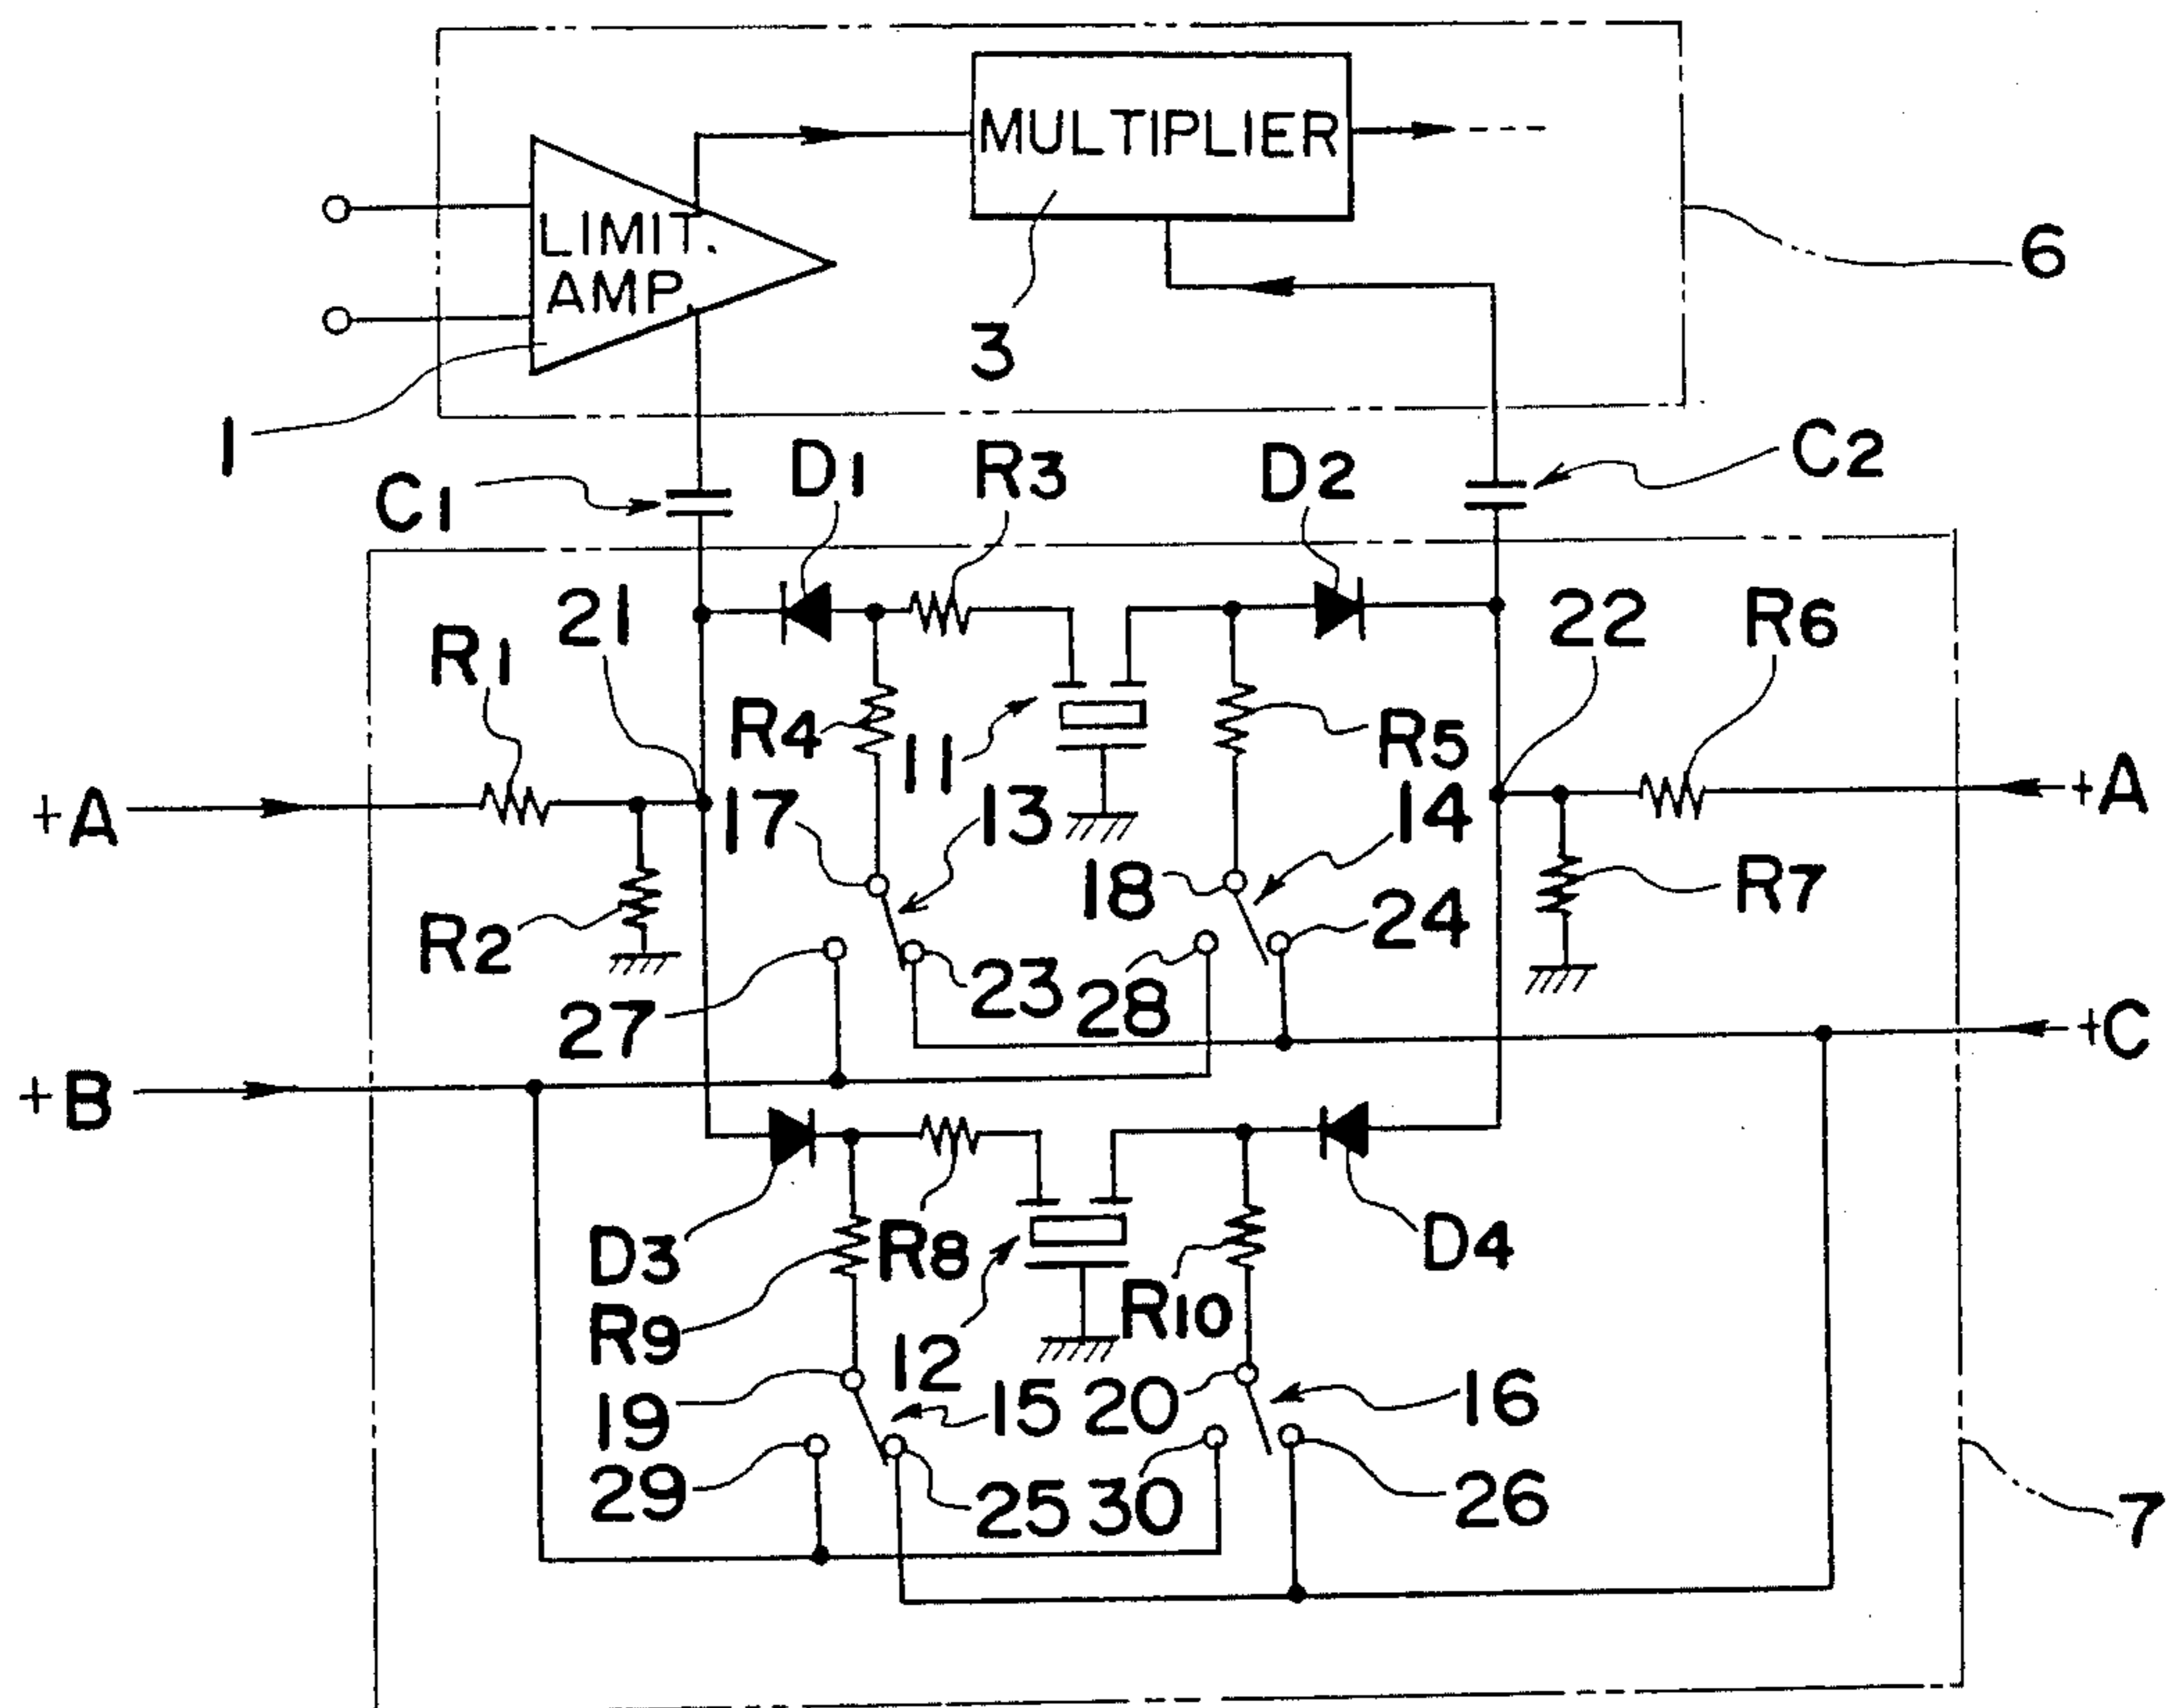 MULTIPLIER
LIMIT.
AMP
6
3
1
C1
D1
R3
D2
C2
21
R1
22
R6
R4
11
R5
+A
17
13
14
+A
18
R7
R2
24
27
23
28
+C
+B
D3
R8
D4
R9
12
R10
19
15
20
16
29
25
30
26
7